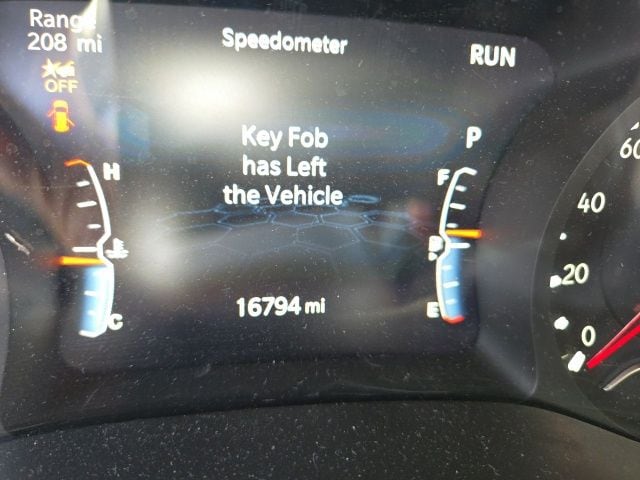 Range
208 mi
Speedometer
RUN
OFF
Key Fob
has Left
the Vehicle
P
H
C
F
E
16794 mi
60
40
20
0